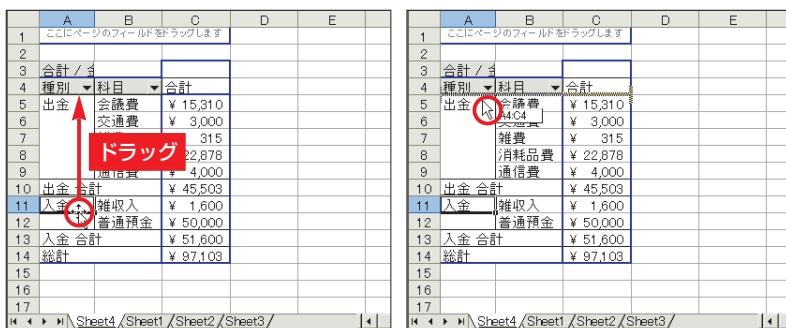 A B C D E
1 ここにページのフィールドをドラッグします
2
3 合計 / 金
4 種別 科目 合計
5 出金 会議費 ¥ 15,310
6 交通費 ¥ 3,000
7 315
8 22,878
9 通信費 ¥ 4,000
10 出金 合計 ¥ 45,503
11 入金 雑収入 ¥ 1,600
12 普通預金 ¥ 50,000
13 入金 合計 ¥ 51,600
14 総計 ¥ 97,103
15
16
17
ドラッグ
Sheet4 Sheet1 Sheet2 Sheet3
A B C D E
1 ここにページのフィールドをドラッグします
2
3 合計 / 金
4 種別 科目 合計
5 出金 会議費 ¥ 15,310
A4:C4
6 交通費 ¥ 3,000
7 雑費 ¥ 315
8 消耗品費 ¥ 22,878
9 通信費 ¥ 4,000
10 出金 合計 ¥ 45,503
11 入金 雑収入 ¥ 1,600
12 普通預金 ¥ 50,000
13 入金 合計 ¥ 51,600
14 総計 ¥ 97,103
15
16
17
Sheet4 Sheet1 Sheet2 Sheet3